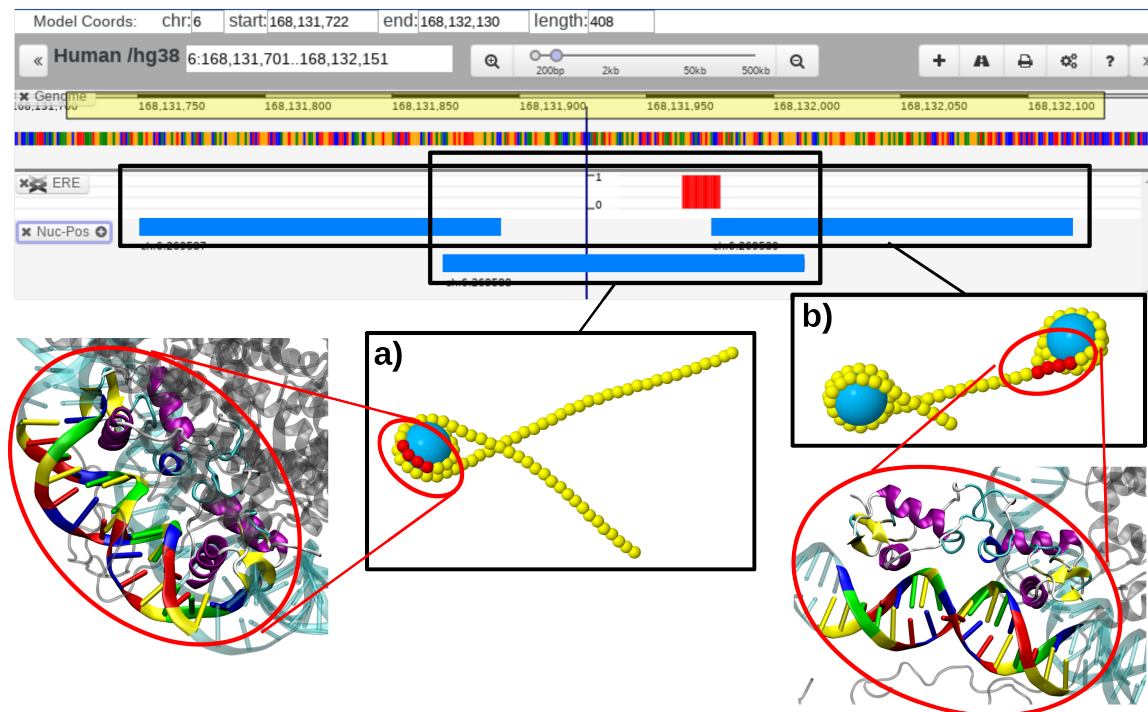 Model Coords: chr: 6 start: 168,131,722 end: 168,132,130 length: 408
« Human /hg38 6:168,131,701..168,132,151 200bp 2kb 50kb 500kb + ? »
Genome
168,131,700 168,131,750 168,131,800 168,131,850 168,131,900 168,131,950 168,132,000 168,132,050 168,132,100
ERE 1
0
Nuc-Pos
a)
b)